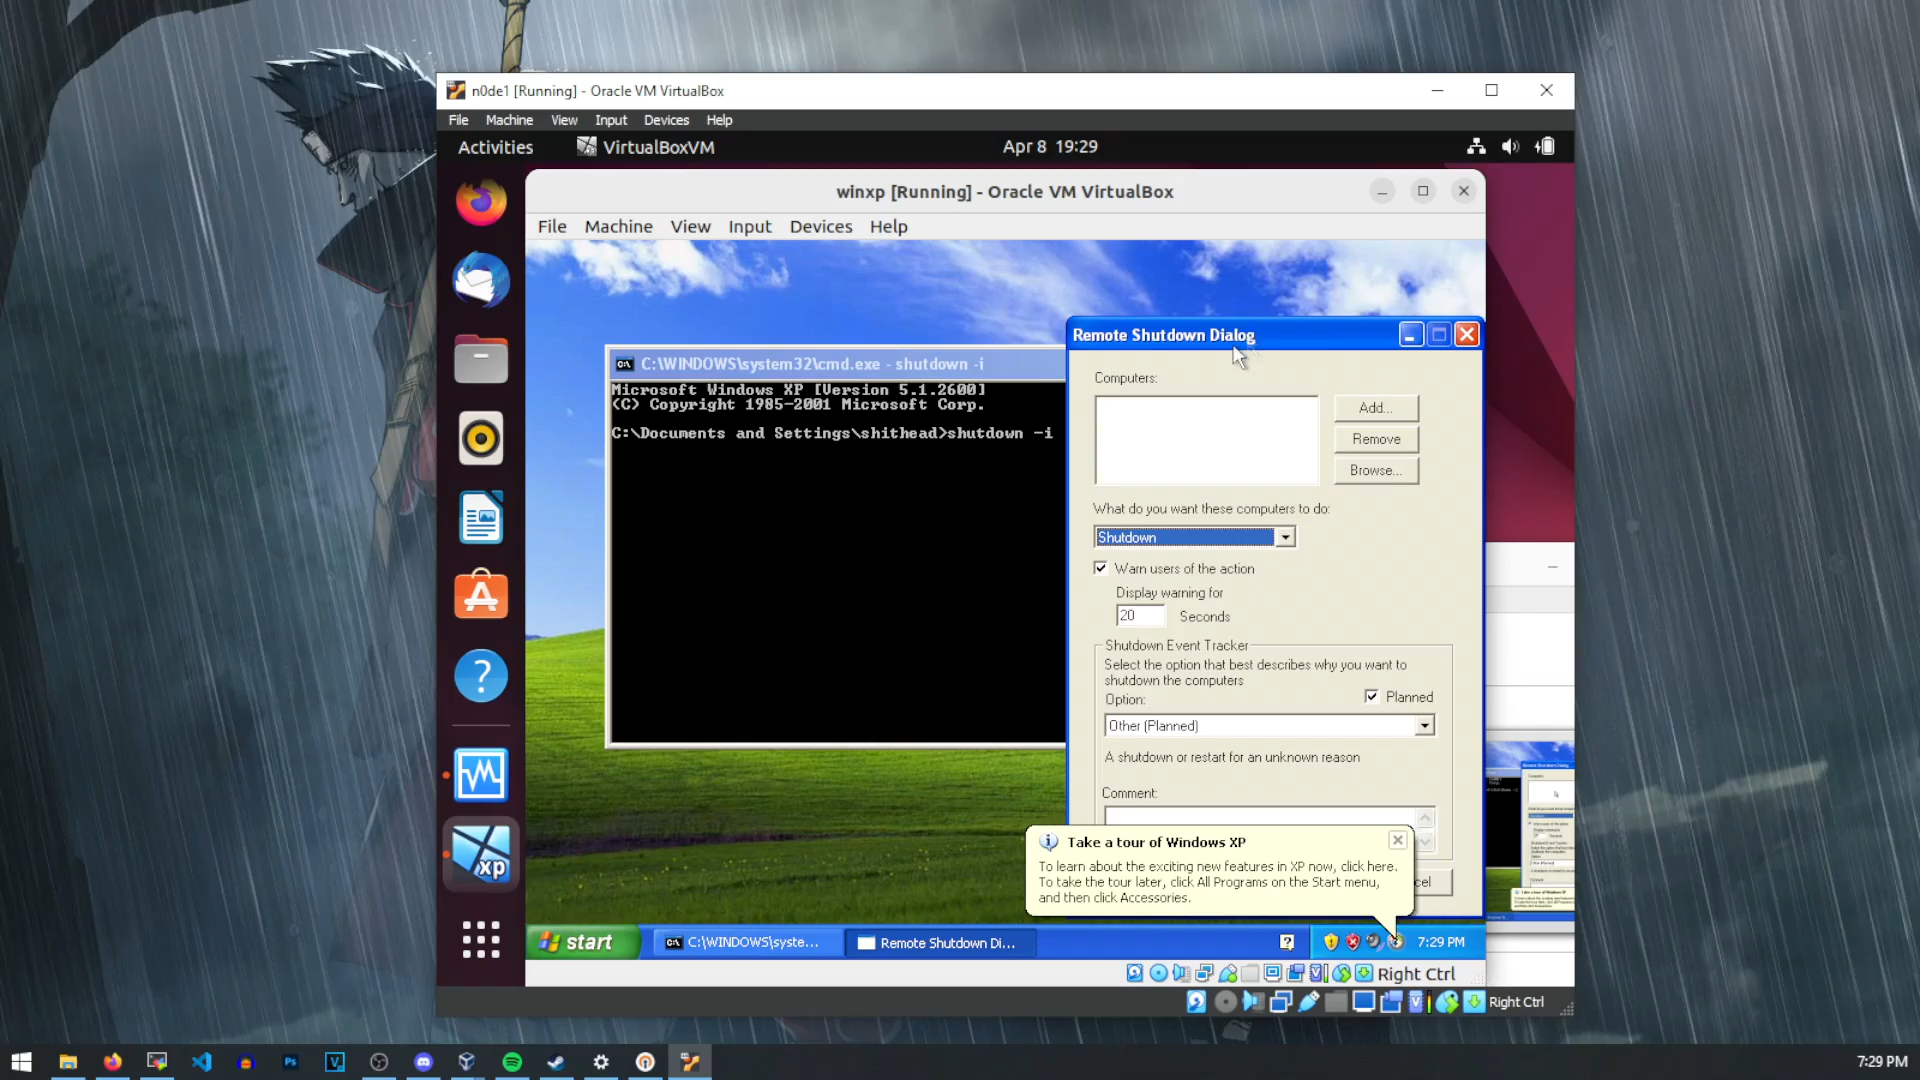 n0de1 [Running] - Oracle VM VirtualBox
File Machine View Input Devices Help
Activities VirtualBoxVM Apr 8 19:29
winxp [Running] - Oracle VM VirtualBox
File Machine View Input Devices Help
C:\WINDOWS\system32\cmd.exe - shutdown -i
Microsoft Windows XP [Version 5.1.2600]
(C) Copyright 1985-2001 Microsoft Corp.
C:\Documents and Settings\shithead>shutdown -i
Remote Shutdown Dialog
Computers:
Add...
Remove
Browse...
What do you want these computers to do:
Shutdown
Warn users of the action
Display warning for
20 Seconds
Shutdown Event Tracker
Select the option that best describes why you want to
shutdown the computers
Option: Planned
Other (Planned)
A shutdown or restart for an unknown reason
Comment:
Take a tour of Windows XP
To learn about the exciting new features in XP now, click here.
To take the tour later, click All Programs on the Start menu,
and then click Accessories.
cel
xp
start C:\WINDOWS\syste... Remote Shutdown Di... 7:29 PM
Right Ctrl
Right Ctrl
Ps
7:29 PM